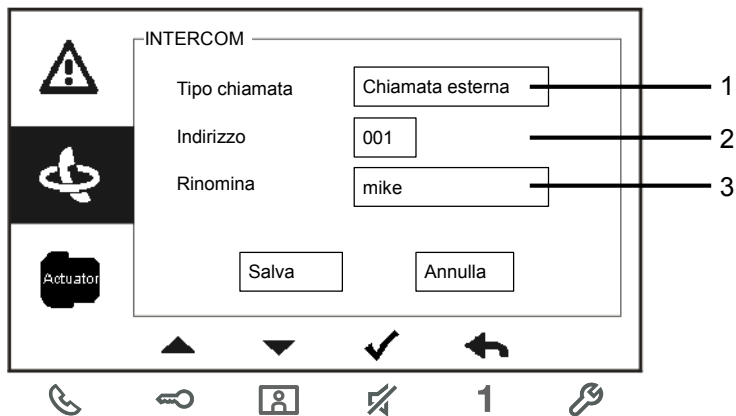 INTERCOM
Tipo chiamata Chiamata esterna 1
Indirizzo 001 2
Rinomina mike 3
Actuator
Salva Annulla
1